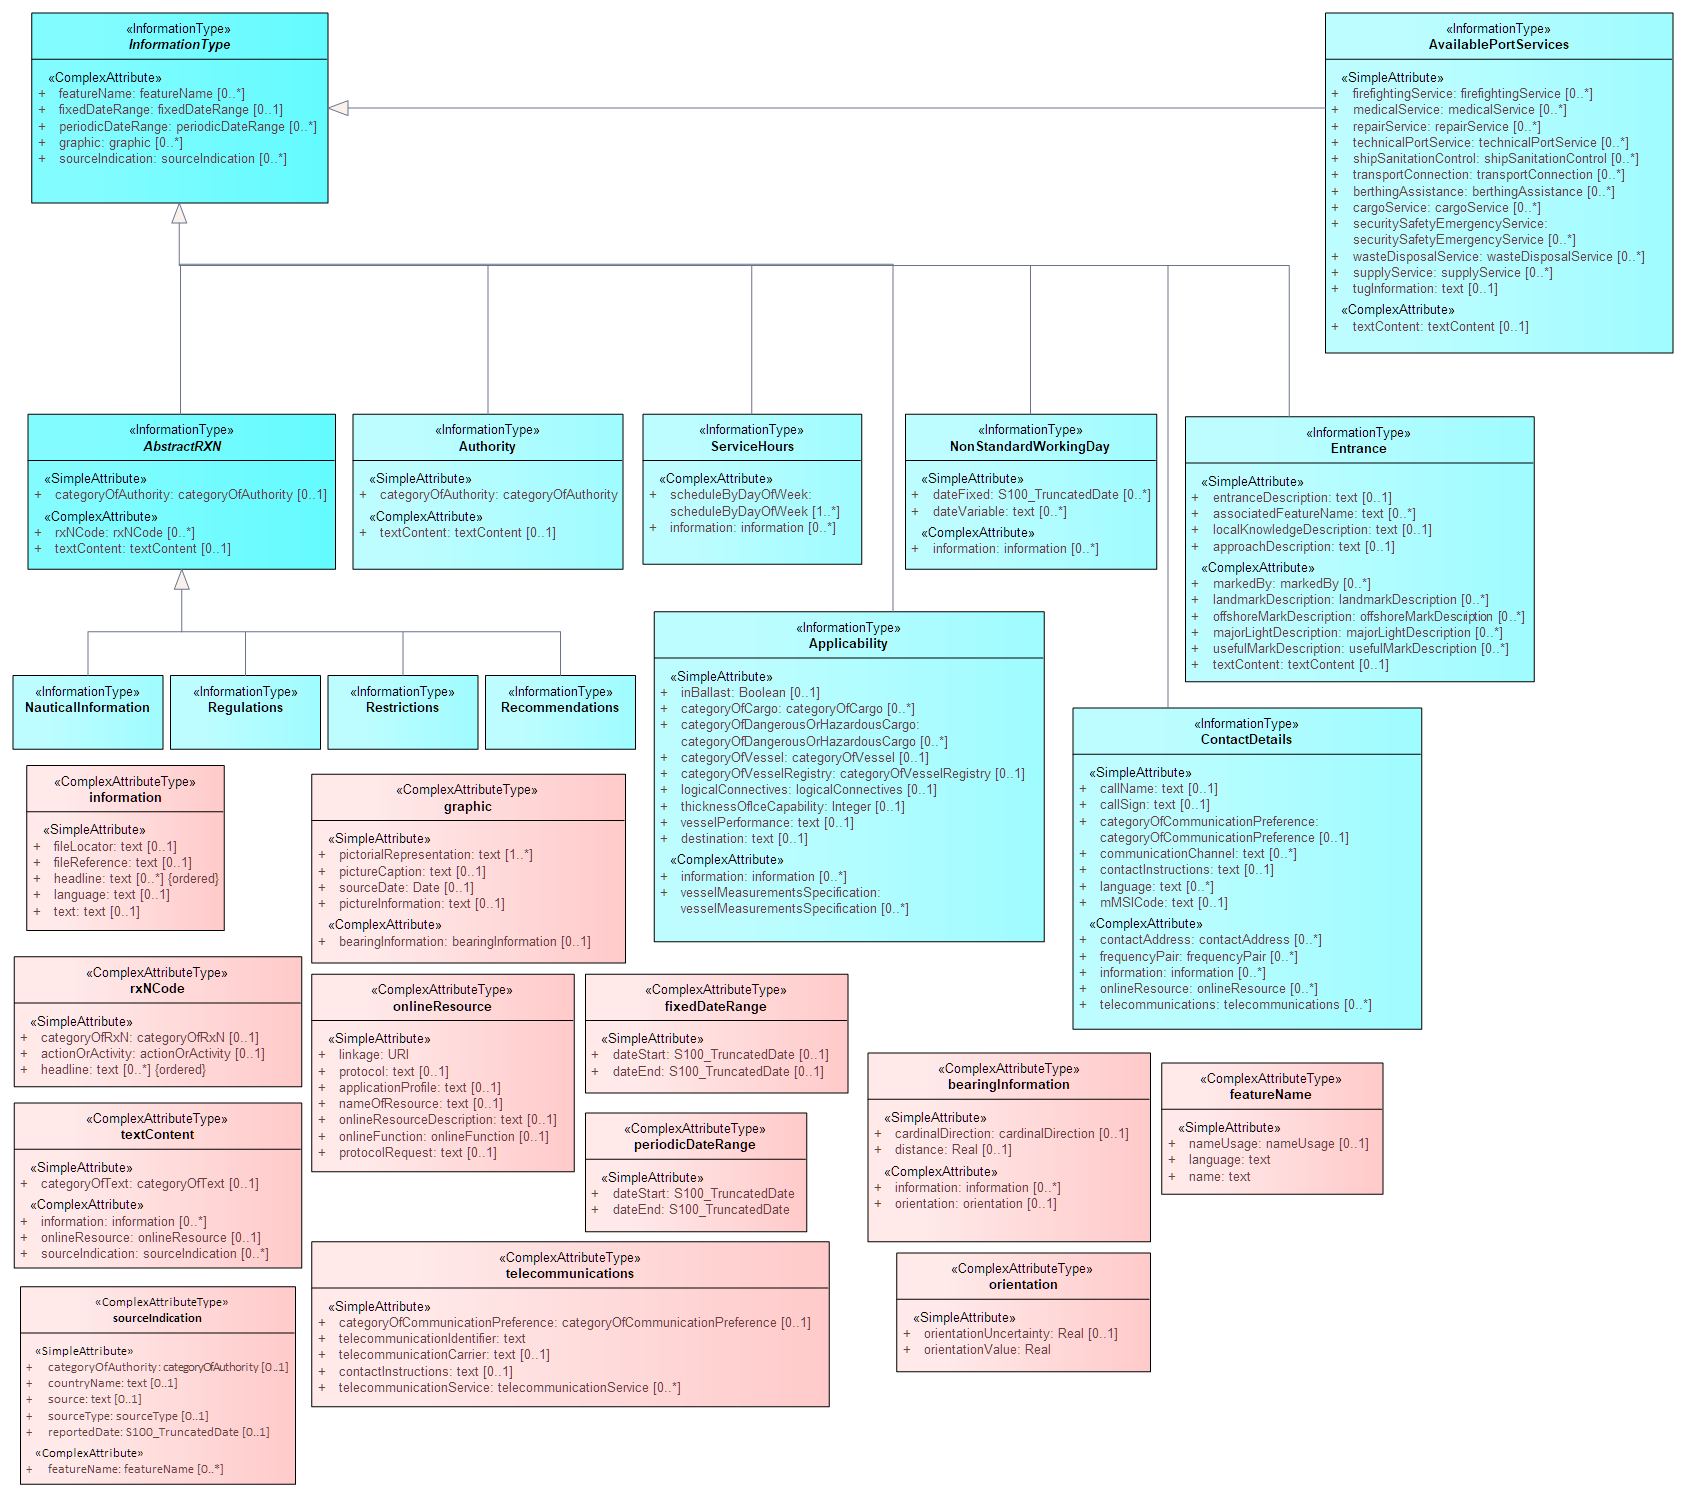 «InformationType»
InformationType
«ComplexAttribute»
+ featureName: featureName [0..*]
+ fixedDateRange: fixedDateRange [0..1]
+ periodicDateRange: periodicDateRange [0..*]
+ graphic: graphic [0..*]
+ sourceIndication: sourceIndication [0..*]
«InformationType»
AvailablePortServices
«SimpleAttribute»
+ firefightingService: firefightingService [0..*]
+ medicalService: medicalService [0..*]
+ repairService: repairService [0..*]
+ technicalPortService: technicalPortService [0..*]
+ shipSanitationControl: shipSanitationControl [0..*]
+ transportConnection: transportConnection [0..*]
+ berthingAssistance: berthingAssistance [0..*]
+ cargoService: cargoService [0..*]
+ securitySafetyEmergencyService:
securitySafetyEmergencyService [0..*]
+ wasteDisposalService: wasteDisposalService [0..*]
+ supplyService: supplyService [0..*]
+ tugInformation: text [0..1]
«ComplexAttribute»
+ textContent: textContent [0..1]
«InformationType»
AbstractRXN
«SimpleAttribute»
+ categoryOfAuthority: categoryOfAuthority [0..1]
«ComplexAttribute»
+ rxNCode: rxNCode [0..*]
+ textContent: textContent [0..1]
«InformationType»
Authority
«SimpleAttribute»
+ categoryOfAuthority: categoryOfAuthority
«ComplexAttribute»
+ textContent: textContent [0..1]
«InformationType»
ServiceHours
«ComplexAttribute»
+ scheduleByDayOfWeek:
scheduleByDayOfWeek [1..*]
+ information: information [0..*]
«InformationType»
NonStandardWorkingDay
«SimpleAttribute»
+ dateFixed: S100_TruncatedDate [0..*]
+ dateVariable: text [0..*]
«ComplexAttribute»
+ information: information [0..*]
«InformationType»
Entrance
«SimpleAttribute»
+ entranceDescription: text [0..1]
+ associatedFeatureName: text [0..*]
+ localKnowledgeDescription: text [0..1]
+ approachDescription: text [0..1]
«ComplexAttribute»
+ markedBy: markedBy [0..*]
+ landmarkDescription: landmarkDescription [0..*]
+ offshoreMarkDescription: offshoreMarkDescription [0..*]
+ majorLightDescription: majorLightDescription [0..*]
+ usefulMarkDescription: usefulMarkDescription [0..*]
+ textContent: textContent [0..1]
«InformationType»
NauticalInformation
«InformationType»
Regulations
«InformationType»
Restrictions
«InformationType»
Recommendations
«InformationType»
Applicability
«SimpleAttribute»
+ inBallast: Boolean [0..1]
+ categoryOfCargo: categoryOfCargo [0..*]
+ categoryOfDangerousOrHazardousCargo:
categoryOfDangerousOrHazardousCargo [0..*]
+ categoryOfVessel: categoryOfVessel [0..1]
+ categoryOfVesselRegistry: categoryOfVesselRegistry [0..1]
+ logicalConnectives: logicalConnectives [0..1]
+ thicknessOfIceCapability: Integer [0..1]
+ vesselPerformance: text [0..1]
+ destination: text [0..1]
«ComplexAttribute»
+ information: information [0..*]
+ vesselMeasurementsSpecification:
vesselMeasurementsSpecification [0..*]
«InformationType»
ContactDetails
«SimpleAttribute»
+ callName: text [0..1]
+ callSign: text [0..1]
+ categoryOfCommunicationPreference:
categoryOfCommunicationPreference [0..1]
+ communicationChannel: text [0..*]
+ contactInstructions: text [0..1]
+ language: text [0..*]
+ mMSICode: text [0..1]
«ComplexAttribute»
+ contactAddress: contactAddress [0..*]
+ frequencyPair: frequencyPair [0..*]
+ information: information [0..*]
+ onlineResource: onlineResource [0..*]
+ telecommunications: telecommunications [0..*]
«ComplexAttributeType»
information
«SimpleAttribute»
+ fileLocator: text [0..1]
+ fileReference: text [0..1]
+ headline: text [0..*] {ordered}
+ language: text [0..1]
+ text: text [0..1]
«ComplexAttributeType»
graphic
«SimpleAttribute»
+ pictorialRepresentation: text [1..*]
+ pictureCaption: text [0..1]
+ sourceDate: Date [0..1]
+ pictureInformation: text [0..1]
«ComplexAttribute»
+ bearingInformation: bearingInformation [0..1]
«ComplexAttributeType»
rxNCode
«SimpleAttribute»
+ categoryOfRxN: categoryOfRxN [0..1]
+ actionOrActivity: actionOrActivity [0..1]
+ headline: text [0..*] {ordered}
«ComplexAttributeType»
onlineResource
«SimpleAttribute»
+ linkage: URI
+ protocol: text [0..1]
+ applicationProfile: text [0..1]
+ nameOfResource: text [0..1]
+ onlineResourceDescription: text [0..1]
+ onlineFunction: onlineFunction [0..1]
+ protocolRequest: text [0..1]
«ComplexAttributeType»
fixedDateRange
«SimpleAttribute»
+ dateStart: S100_TruncatedDate [0..1]
+ dateEnd: S100_TruncatedDate [0..1]
«ComplexAttributeType»
bearingInformation
«SimpleAttribute»
+ cardinalDirection: cardinalDirection [0..1]
+ distance: Real [0..1]
«ComplexAttribute»
+ information: information [0..*]
+ orientation: orientation [0..1]
«ComplexAttributeType»
featureName
«SimpleAttribute»
+ nameUsage: nameUsage [0..1]
+ language: text
+ name: text
«ComplexAttributeType»
textContent
«SimpleAttribute»
+ categoryOfText: categoryOfText [0..1]
«ComplexAttribute»
+ information: information [0..*]
+ onlineResource: onlineResource [0..1]
+ sourceIndication: sourceIndication [0..*]
«ComplexAttributeType»
periodicDateRange
«SimpleAttribute»
+ dateStart: S100_TruncatedDate
+ dateEnd: S100_TruncatedDate
«ComplexAttributeType»
telecommunications
«SimpleAttribute»
+ categoryOfCommunicationPreference: categoryOfCommunicationPreference [0..1]
+ telecommunicationIdentifier: text
+ telecommunicationCarrier: text [0..1]
+ contactInstructions: text [0..1]
+ telecommunicationService: telecommunicationService [0..*]
«ComplexAttributeType»
orientation
«SimpleAttribute»
+ orientationUncertainty: Real [0..1]
+ orientationValue: Real
«ComplexAttributeType»
sourceIndication
«SimpleAttribute»
+ categoryOfAuthority: categoryOfAuthority [0..1]
+ countryName: text [0..1]
+ source: text [0..1]
+ sourceType: sourceType [0..1]
+ reportedDate: S100_TruncatedDate [0..1]
«ComplexAttribute»
+ featureName: featureName [0..*]